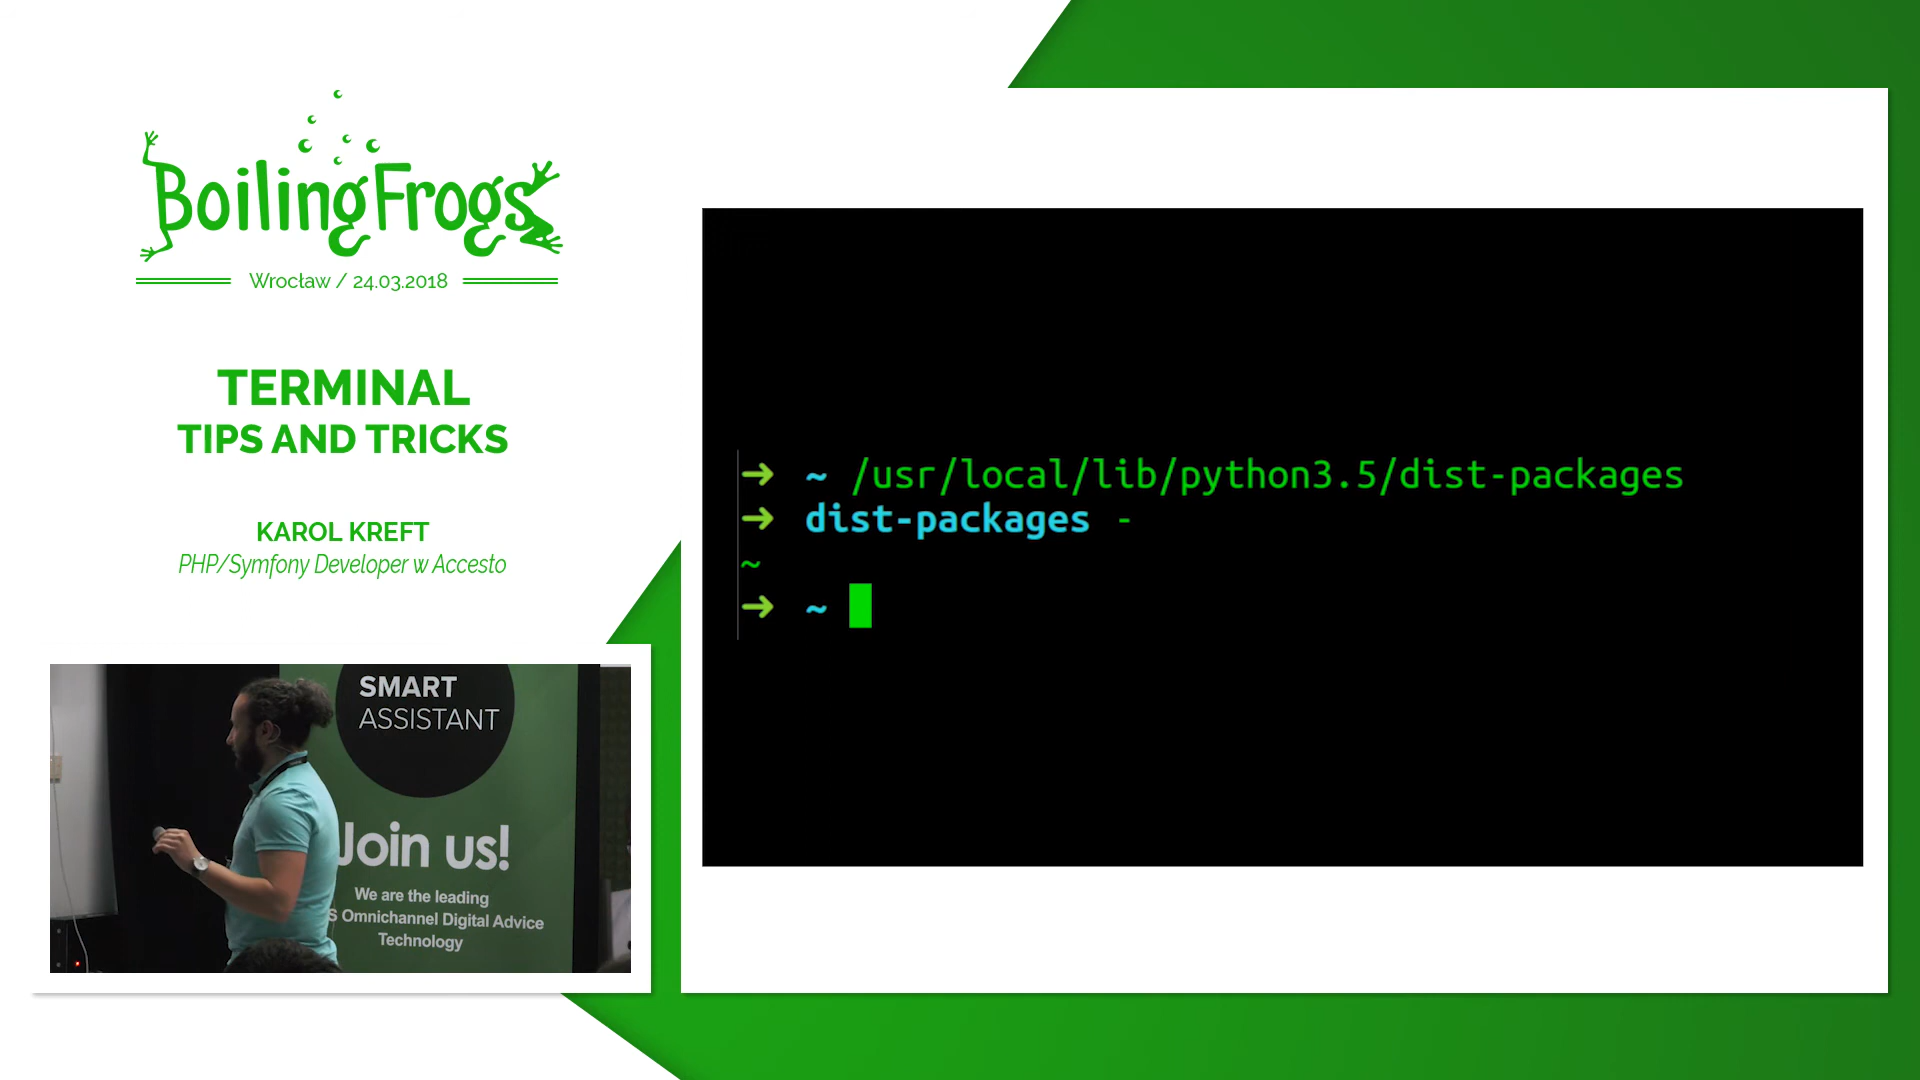 BoilingFrogs
Wrocław / 24.03.2018
TERMINAL
TIPS AND TRICKS
KAROL KREFT
PHP/Symfony Developer w Accesto
SMART
ASSISTANT
Join us!
We are the leading
S Omnichannel Digital Advice
Technology
➜ ~ /usr/local/lib/python3.5/dist-packages
➜ dist-packages -
~
➜ ~